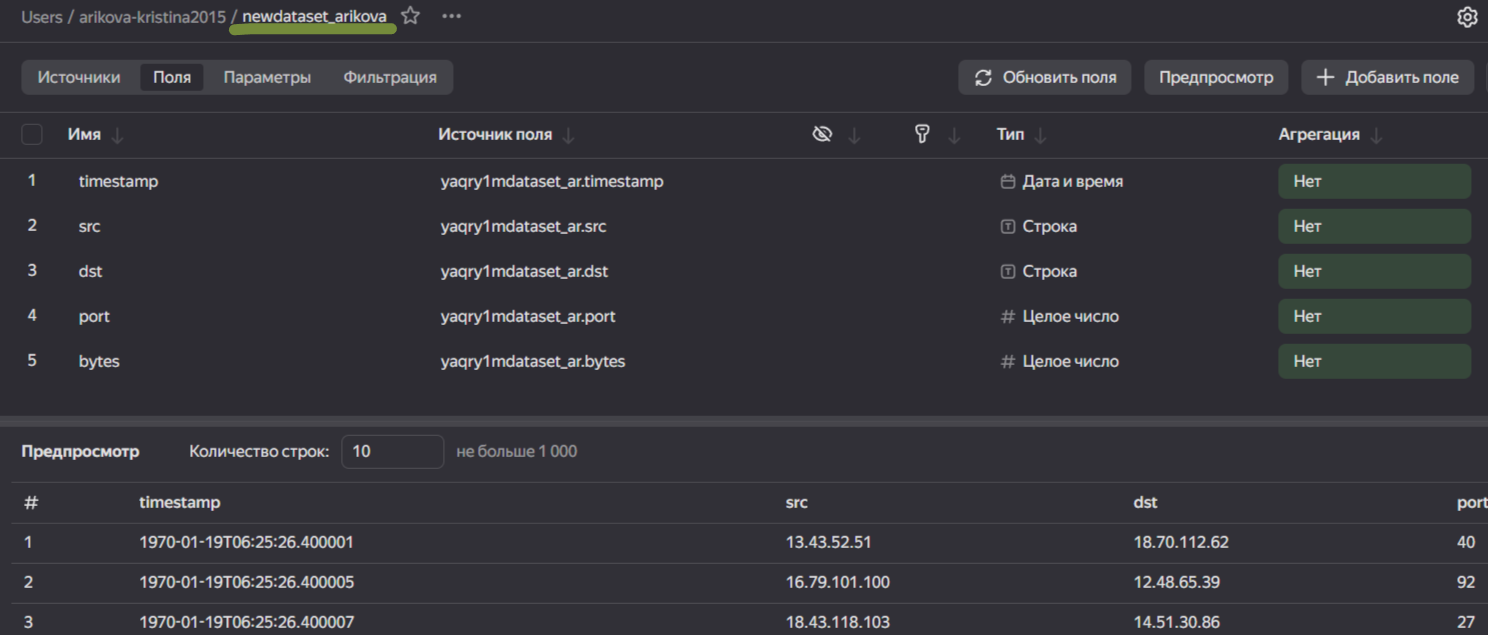 Users / arikova-kristina2015 / newdataset_arikova
Источники Поля Параметры Фильтрация Обновить поля Предпросмотр Добавить поле
Имя Источник поля Тип Агрегация
1 timestamp yaqry1mdataset_ar.timestamp Дата и время Нет
2 src yaqry1mdataset_ar.src Строка Нет
3 dst yaqry1mdataset_ar.dst Строка Нет
4 port yaqry1mdataset_ar.port # Целое число Нет
5 bytes yaqry1mdataset_ar.bytes # Целое число Нет
Предпросмотр Количество строк: 10 не больше 1 000
# timestamp src dst port
1 1970-01-19T06:25:26.400001 13.43.52.51 18.70.112.62 40
2 1970-01-19T06:25:26.400005 16.79.101.100 12.48.65.39 92
3 1970-01-19T06:25:26.400007 18.43.118.103 14.51.30.86 27